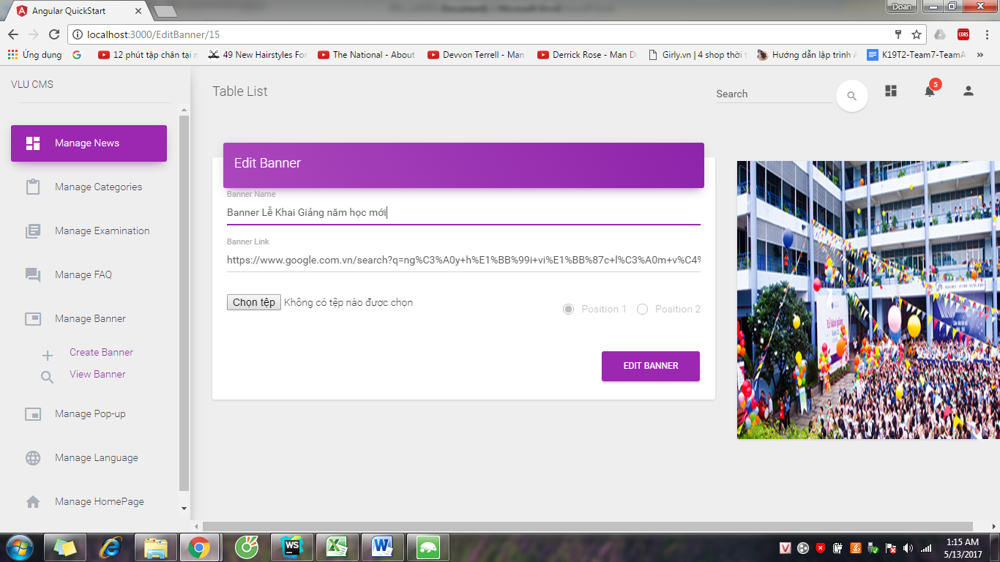 Angular QuickStart
Doan
localhost:3000/EditBanner/15
CORS
Ứng dụng
12 phút tập chân tại n
49 New Hairstyles For
The National - About
Devvon Terrell - Man
Derrick Rose - Man Do
Girly.vn | 4 shop thời t
Hướng dẫn lập trình A
K19T2-Team7-TeamA
»
VLU CMS
Table List
Search
5
Manage News
Manage Categories
Manage Examination
Manage FAQ
Manage Banner
Create Banner
View Banner
Manage Pop-up
Manage Language
Manage HomePage
Edit Banner
Banner Name
Banner Lễ Khai Giảng năm học mới
Banner Link
https://www.google.com.vn/search?q=ng%C3%A0y+h%E1%BB%99i+vi%E1%BB%87c+l%C3%A0m+v%C4%
Chọn tệp Không có tệp nào được chọn
Position 1 Position 2
EDIT BANNER
WS
1:15 AM
5/13/2017